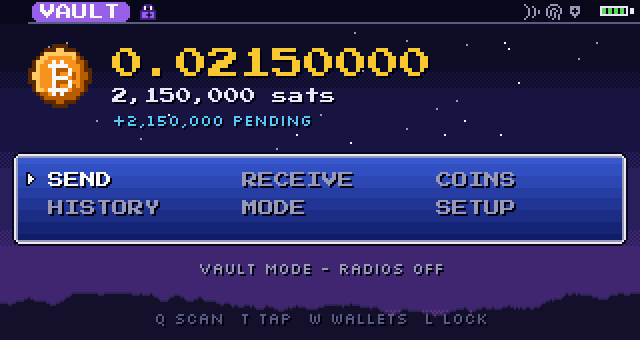 VAULT
0.02150000
2,150,000 sats
+2,150,000 PENDING
SEND RECEIVE COINS
HISTORY MODE SETUP
VAULT MODE - RADIOS OFF
Q SCAN T TAP W WALLETS L LOCK